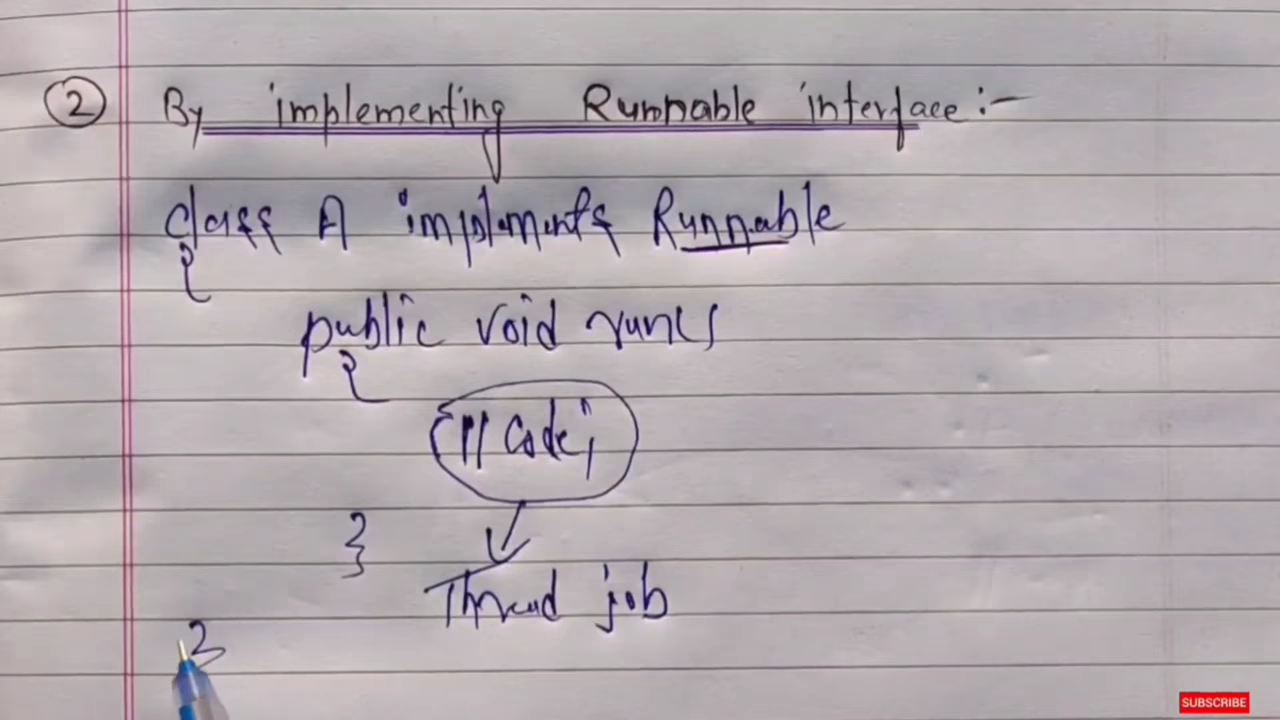 ② By implementing Runnable interface :-
class A implements Runnable
{
public void run()
{
// Code;
}
Thread job
}
SUBSCRIBE